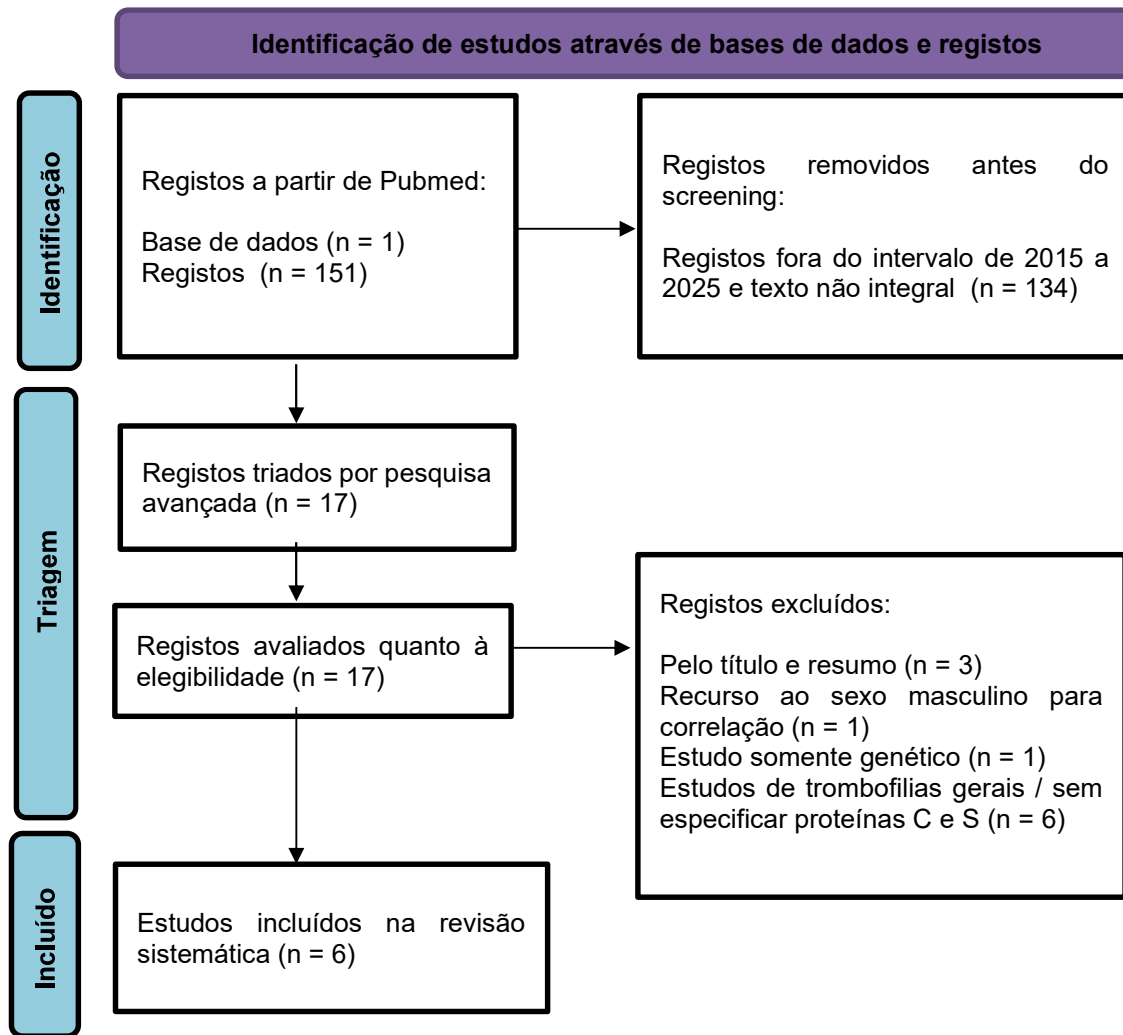 Identificação de estudos através de bases de dados e registos
Identificação
Registos a partir de Pubmed:
Base de dados (n = 1)
Registos (n = 151)
Registos removidos antes do
screening:
Registos fora do intervalo de 2015 a
2025 e texto não integral (n = 134)
Triagem
Registos triados por pesquisa
avançada (n = 17)
Registos avaliados quanto à
elegibilidade (n = 17)
Registos excluídos:
Pelo título e resumo (n = 3)
Recurso ao sexo masculino para
correlação (n = 1)
Estudo somente genético (n = 1)
Estudos de trombofilias gerais / sem
especificar proteínas C e S (n = 6)
Incluído
Estudos incluídos na revisão
sistemática (n = 6)